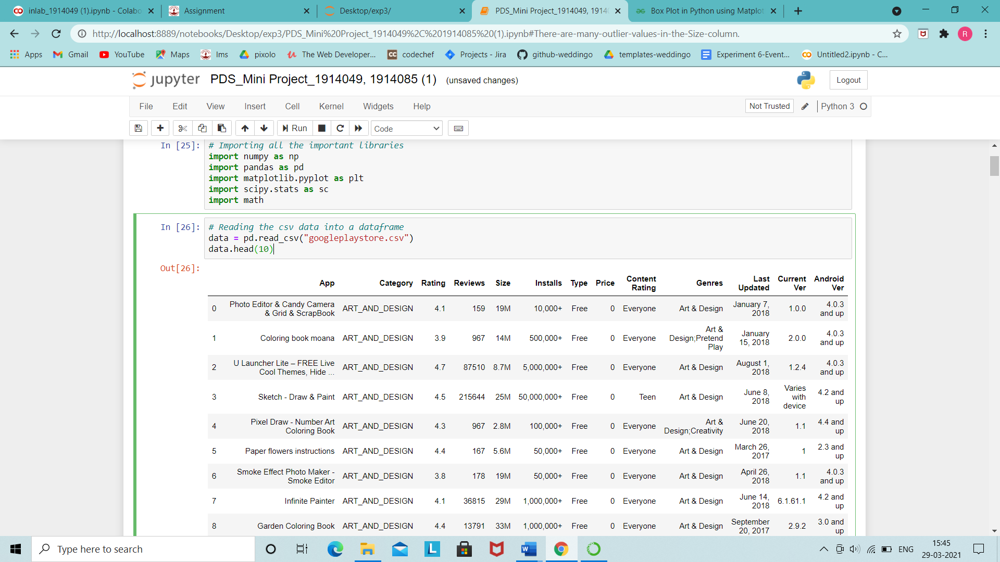 inlab_1914049 (1).ipynb - Colabo
Assignment
Desktop/exp3/
PDS_Mini Project_1914049, 1914
Box Plot in Python using Matplot
http://localhost:8889/notebooks/Desktop/exp3/PDS_Mini%20Project_1914049%2C%201914085%20(1).ipynb#There-are-many-outlier-values-in-the-Size-column.
R
Apps Gmail YouTube Maps lms pixolo The Web Developer... codechef Projects - Jira github-weddingo templates-weddingo Experiment 6-Event... Untitled2.ipynb - C...
jupyter PDS_Mini Project_1914049, 1914085 (1) (unsaved changes) Logout
File Edit View Insert Cell Kernel Widgets Help Not Trusted Python 3
Run Code
In [25]: # Importing all the important libraries
import numpy as np
import pandas as pd
import matplotlib.pyplot as plt
import scipy.stats as sc
import math
In [26]: # Reading the csv data into a dataframe
data = pd.read_csv("googleplaystore.csv")
data.head(10)
Out[26]:
App Category Rating Reviews Size Installs Type Price Content Rating Genres Last Updated Current Ver Android Ver
0 Photo Editor & Candy Camera & Grid & ScrapBook ART_AND_DESIGN 4.1 159 19M 10,000+ Free 0 Everyone Art & Design January 7, 2018 1.0.0 4.0.3 and up
1 Coloring book moana ART_AND_DESIGN 3.9 967 14M 500,000+ Free 0 Everyone Art & Design;Pretend Play January 15, 2018 2.0.0 4.0.3 and up
2 U Launcher Lite – FREE Live Cool Themes, Hide ... ART_AND_DESIGN 4.7 87510 8.7M 5,000,000+ Free 0 Everyone Art & Design August 1, 2018 1.2.4 4.0.3 and up
3 Sketch - Draw & Paint ART_AND_DESIGN 4.5 215644 25M 50,000,000+ Free 0 Teen Art & Design June 8, 2018 Varies with device 4.2 and up
4 Pixel Draw - Number Art Coloring Book ART_AND_DESIGN 4.3 967 2.8M 100,000+ Free 0 Everyone Art & Design;Creativity June 20, 2018 1.1 4.4 and up
5 Paper flowers instructions ART_AND_DESIGN 4.4 167 5.6M 50,000+ Free 0 Everyone Art & Design March 26, 2017 1 2.3 and up
6 Smoke Effect Photo Maker - Smoke Editor ART_AND_DESIGN 3.8 178 19M 50,000+ Free 0 Everyone Art & Design April 26, 2018 1.1 4.0.3 and up
7 Infinite Painter ART_AND_DESIGN 4.1 36815 29M 1,000,000+ Free 0 Everyone Art & Design June 14, 2018 6.1.61.1 4.2 and up
8 Garden Coloring Book ART_AND_DESIGN 4.4 13791 33M 1,000,000+ Free 0 Everyone Art & Design September 20, 2017 2.9.2 3.0 and up
Type here to search
ENG
15:45
29-03-2021